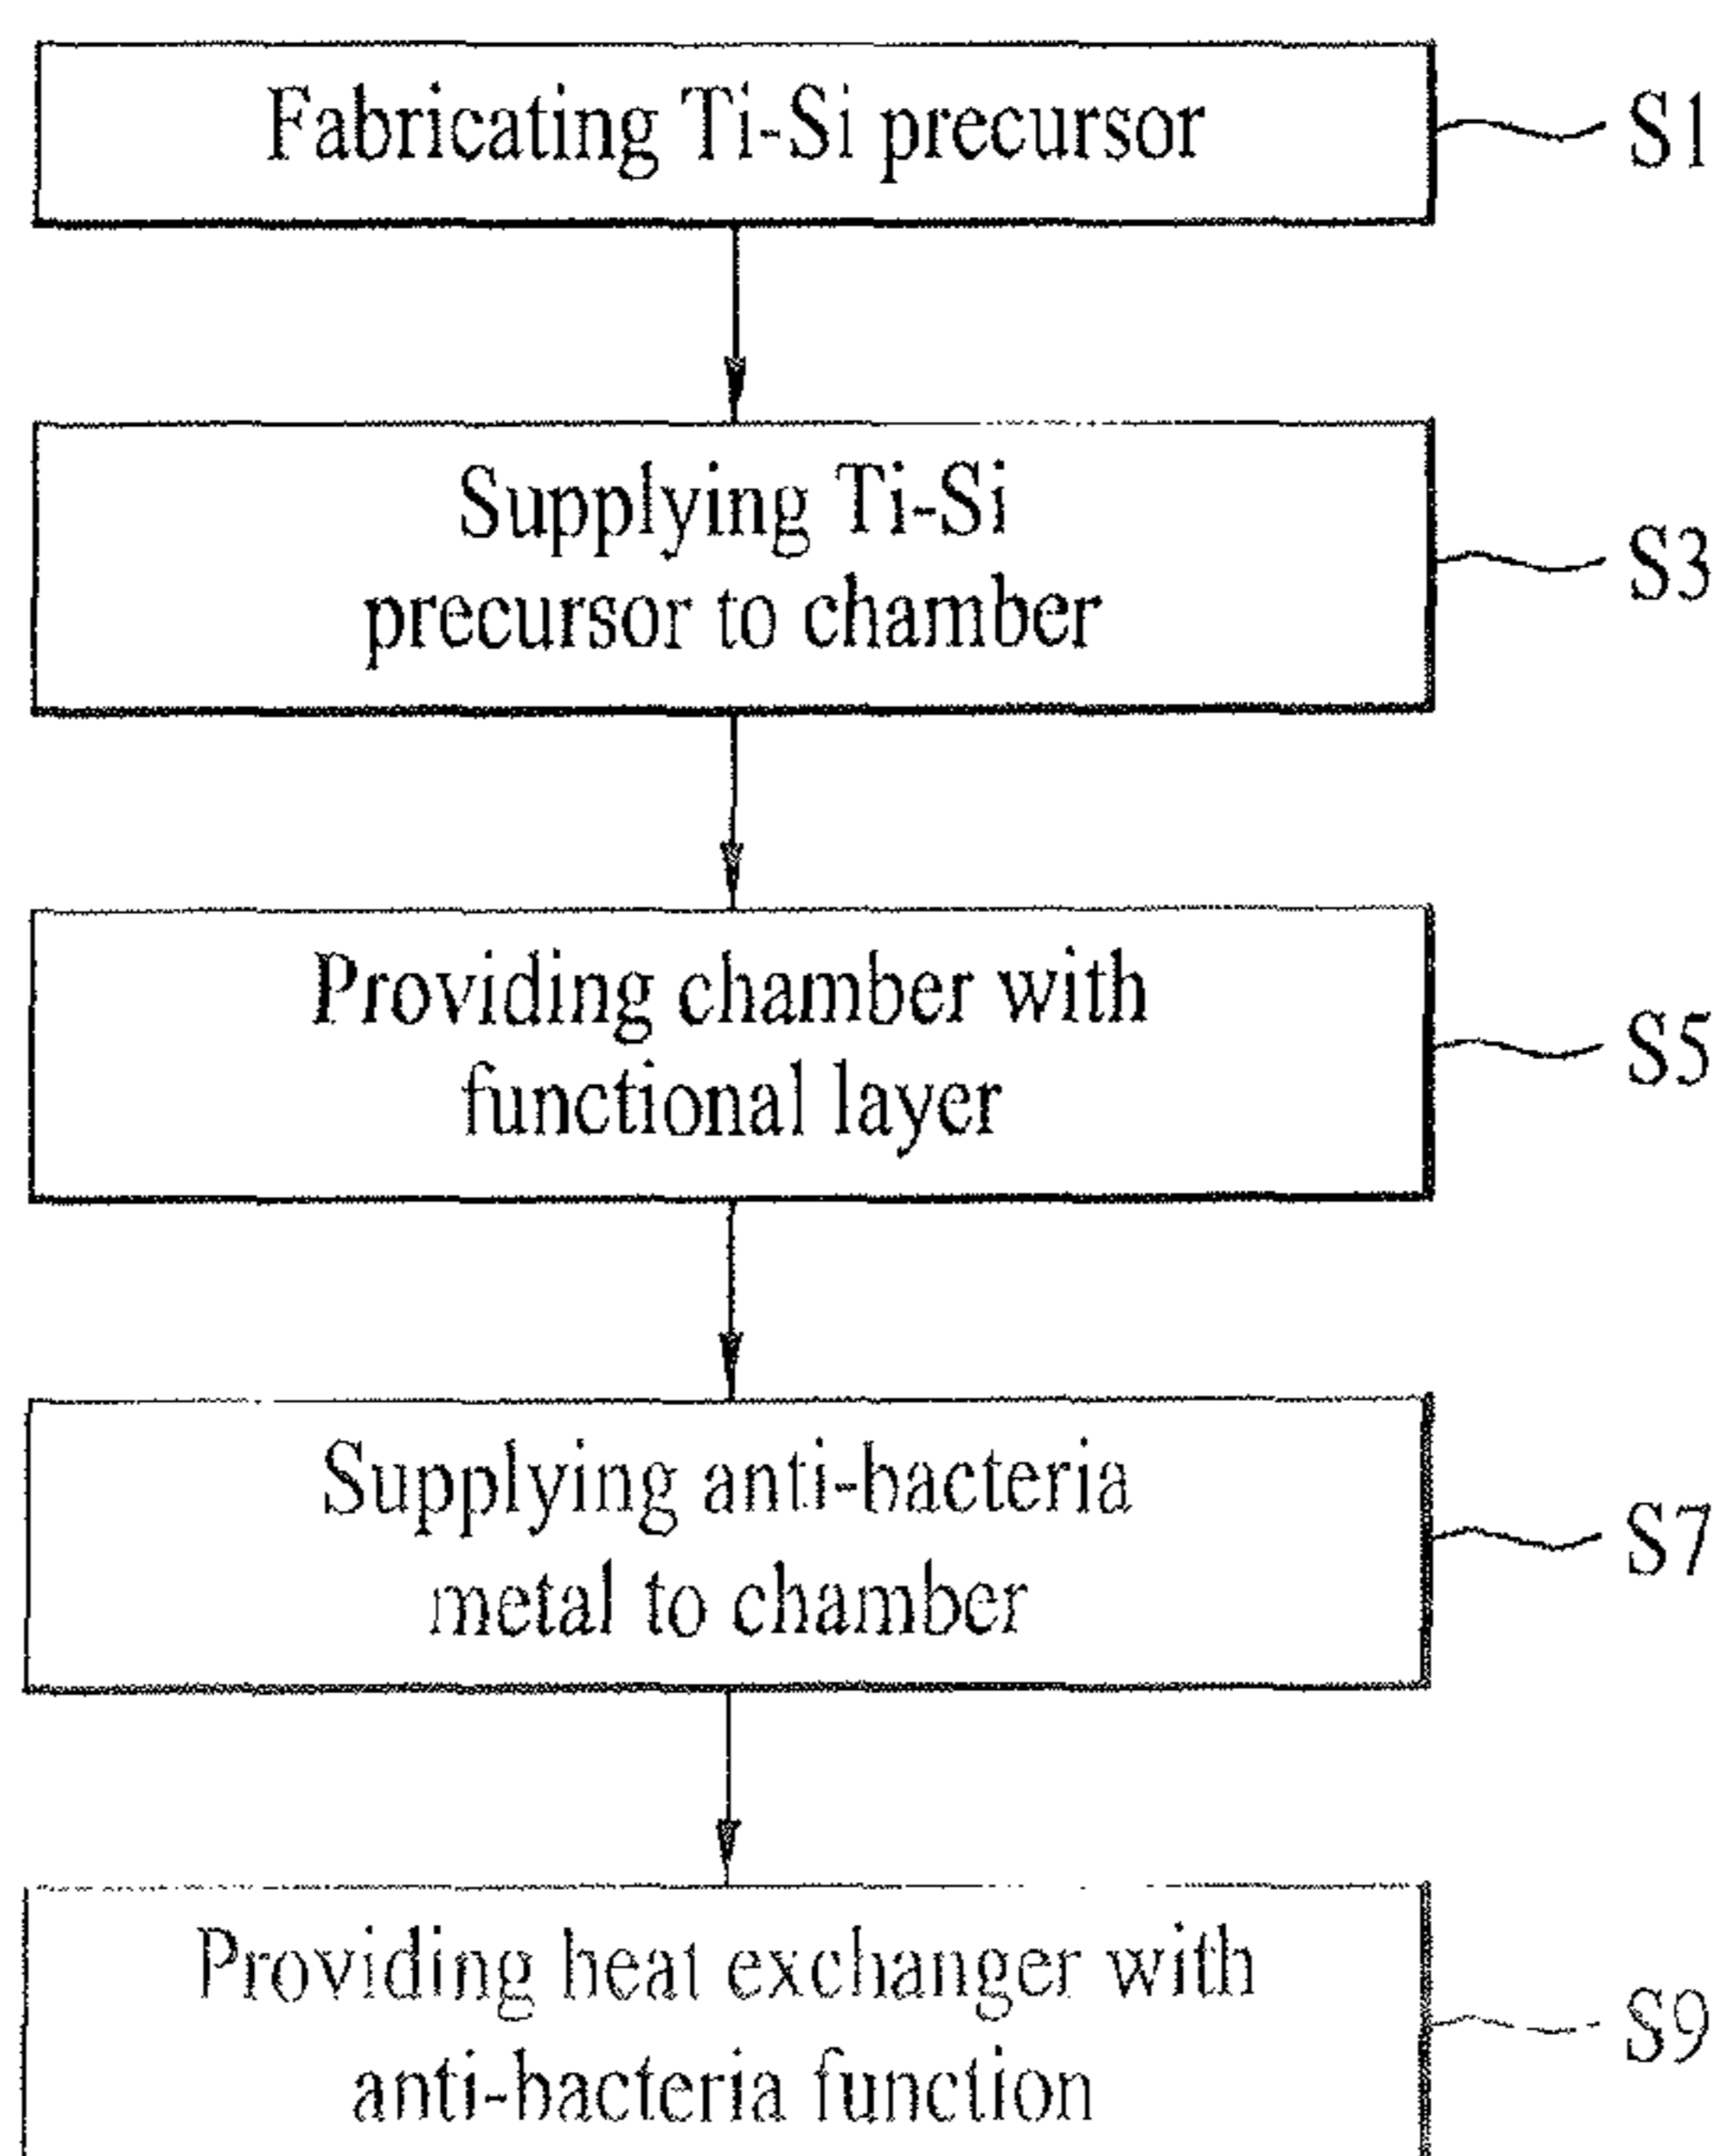 Fabricating Ti-Si precursor
S1
Supplying Ti-Si
precursor to chamber
S3
Providing chamber with
functional layer
S5
Supplying anti-bacteria
metal to chamber
S7
Providing heat exchanger with
anti-bacteria function
S9